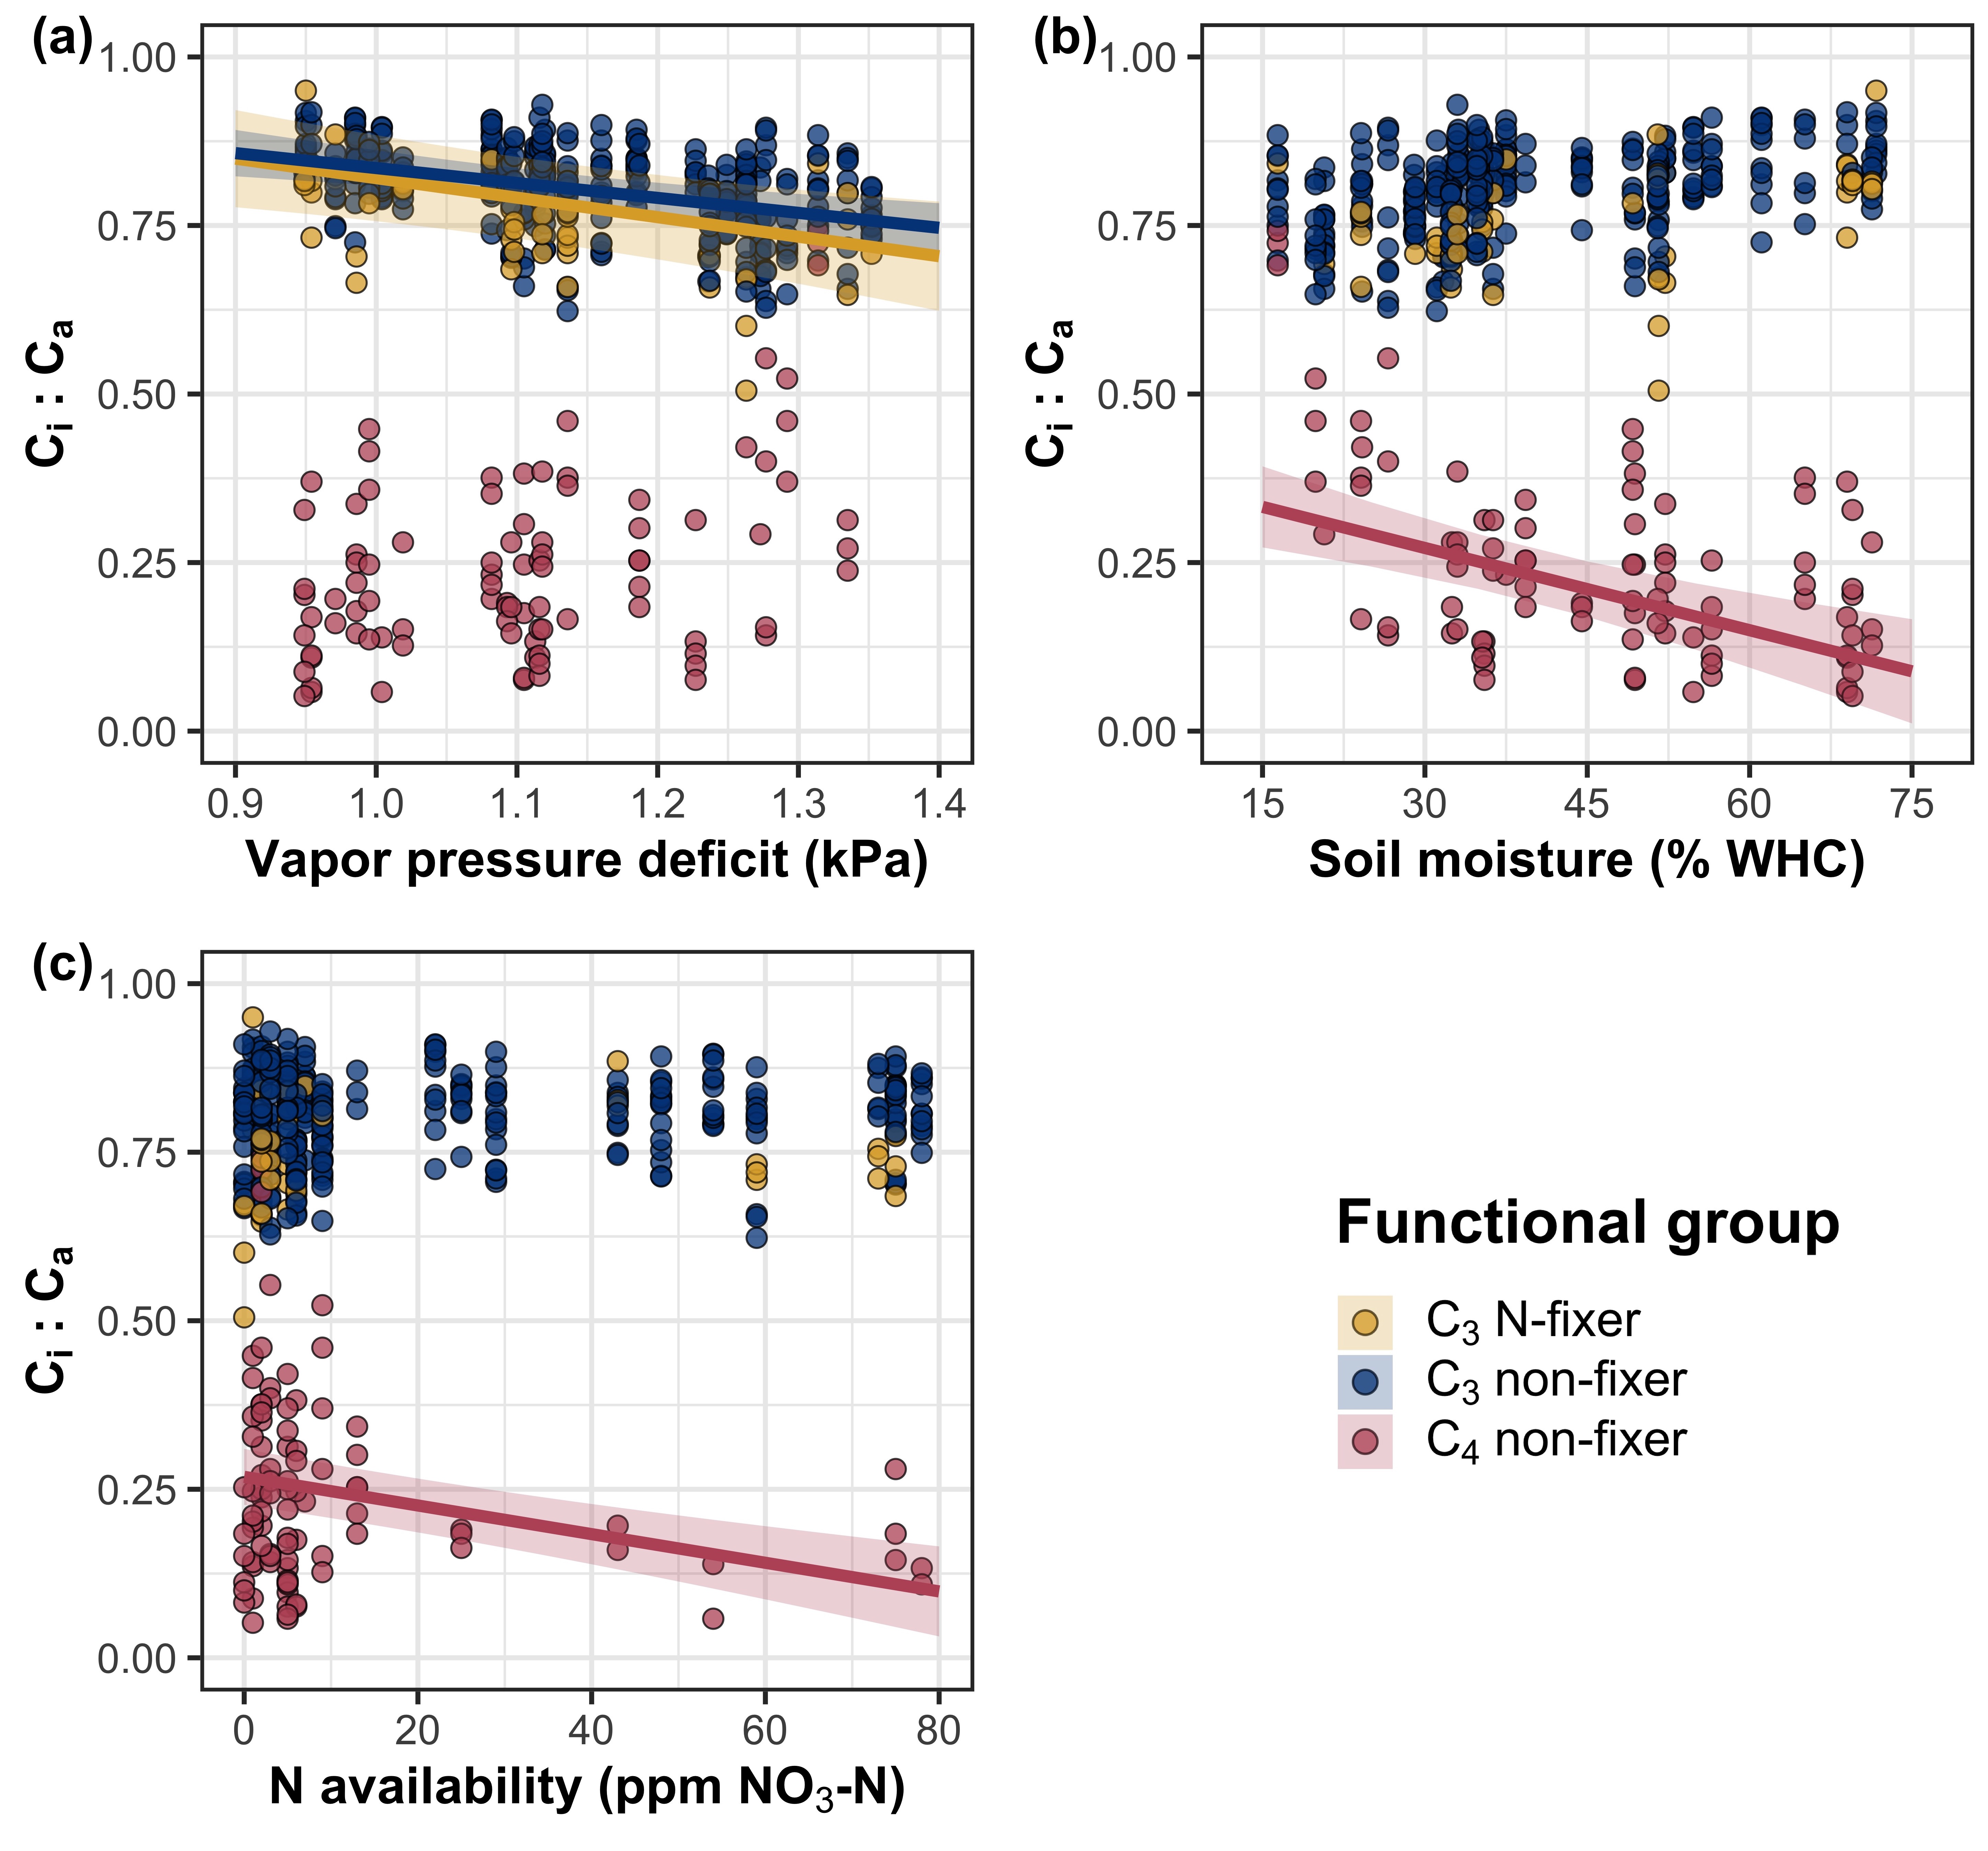 (a)
1.00
0.75
0.50
0.25
0.00
Cᵢ : Cₐ
0.9 1.0 1.1 1.2 1.3 1.4
Vapor pressure deficit (kPa)
(b)
1.00
0.75
0.50
0.25
0.00
Cᵢ : Cₐ
15 30 45 60 75
Soil moisture (% WHC)
(c)
1.00
0.75
0.50
0.25
0.00
Cᵢ : Cₐ
0 20 40 60 80
N availability (ppm NO₃-N)
Functional group
C₃ N-fixer
C₃ non-fixer
C₄ non-fixer